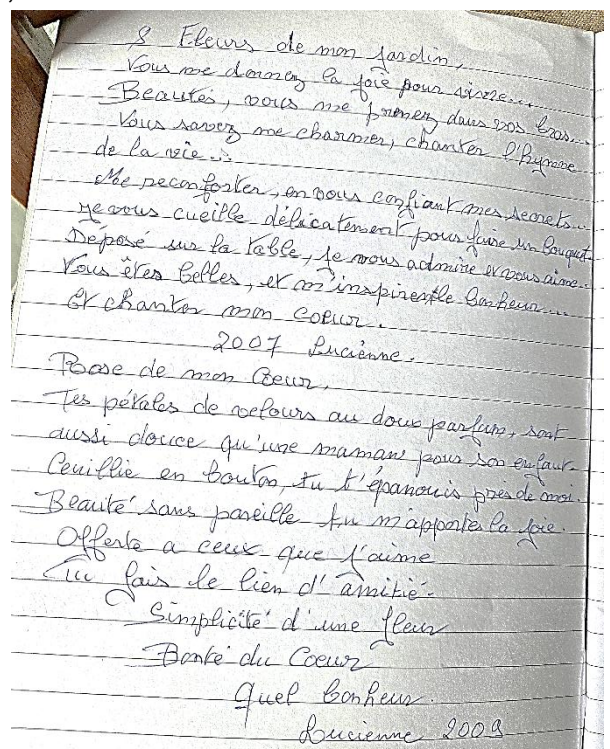 8 Fleurs de mon Jardin,
Vous me donnez la joie pour vivre...
Beautés, vous me prenez dans vos bras...
Vous savez me charmer, chanter l'hymne
de la vie...
Me réconforter, en vous confiant mes secrets...
Je vous cueille délicatement pour faire un bouquet
Déposé sur la table, je vous admire et vous aime..
Vous êtes belles, et m'inspirent le bonheur...
Et chanter mon coeur.
2007 Lucienne.
Rose de mon Coeur,
Tes pétales de velours au doux parfum, sont
aussi douce qu'une maman pour son enfant
Ceuillie en bouton, tu t'épanouis près de moi.
Beauté sans pareille tu m'apportes la joie.
Offerte a ceux que j'aime
Tu fais le lien d'amitié.
Simplicité d'une fleur
Bonté du Coeur
Quel bonheur.
Lucienne 2009